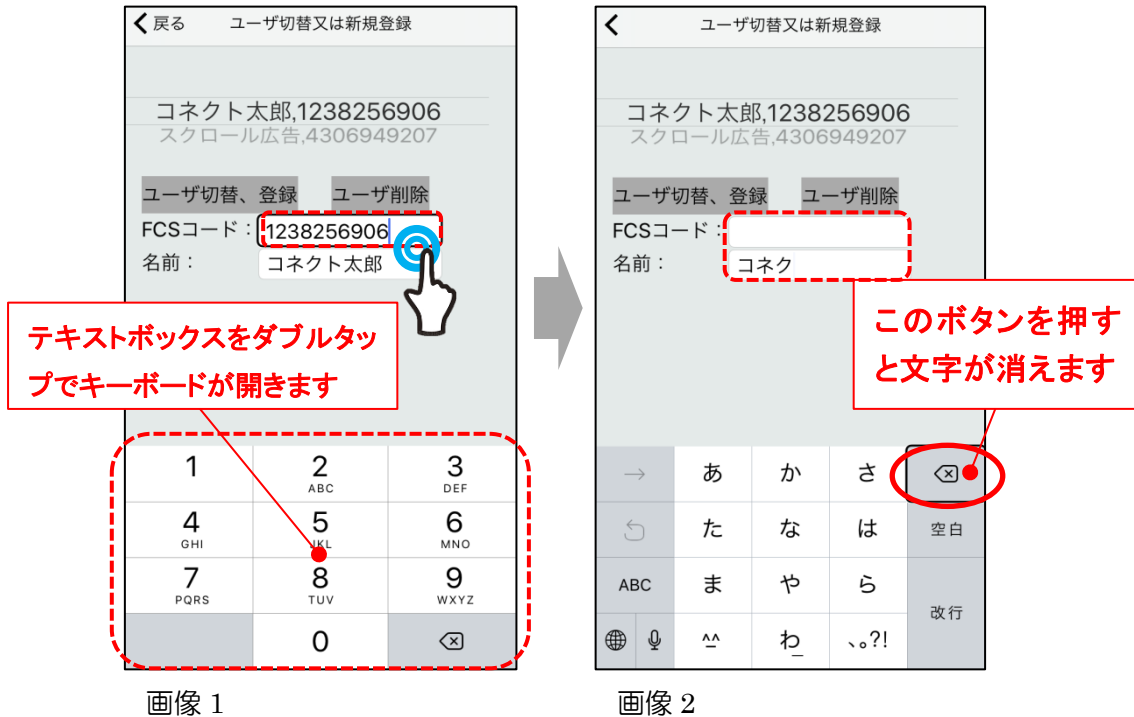 戻る ユーザ切替又は新規登録
コネクト太郎,1238256906
スクロール広告,4306949207
ユーザ切替、登録 ユーザ削除
FCSコード：1238256906
名前：コネクト太郎
テキストボックスをダブルタッ
プでキーボードが開きます
1 2 3
ABC DEF
4 5 6
GHI JKL MNO
7 8 9
PQRS TUV WXYZ
0
画像 1
ユーザ切替又は新規登録
コネクト太郎,1238256906
スクロール広告,4306949207
ユーザ切替、登録 ユーザ削除
FCSコード：
名前：コネク
このボタンを押す
と文字が消えます
→ あ か さ
た な は 空白
ABC ま や ら
^^ わ 、。?! 改行
画像 2